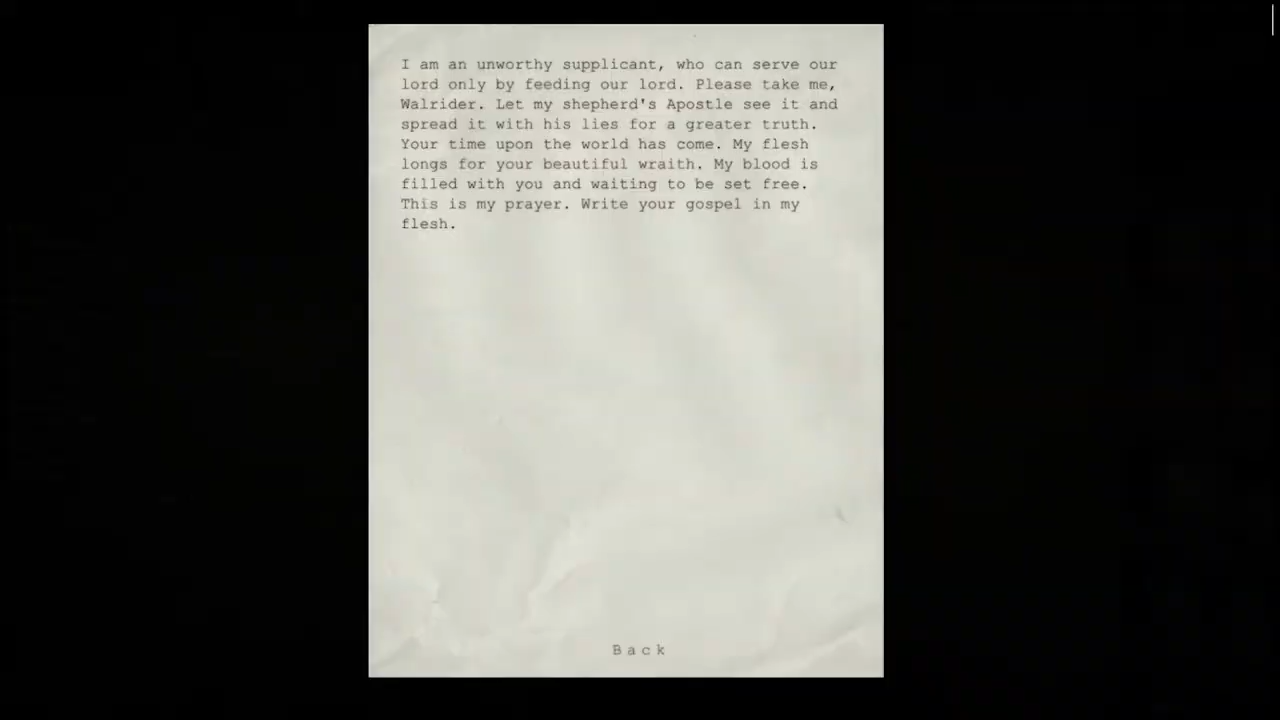 I am an unworthy supplicant, who can serve our
lord only by feeding our lord. Please take me,
Walrider. Let my shepherd's Apostle see it and
spread it with his lies for a greater truth.
Your time upon the world has come. My flesh
longs for your beautiful wraith. My blood is
filled with you and waiting to be set free.
This is my prayer. Write your gospel in my
flesh.
Back